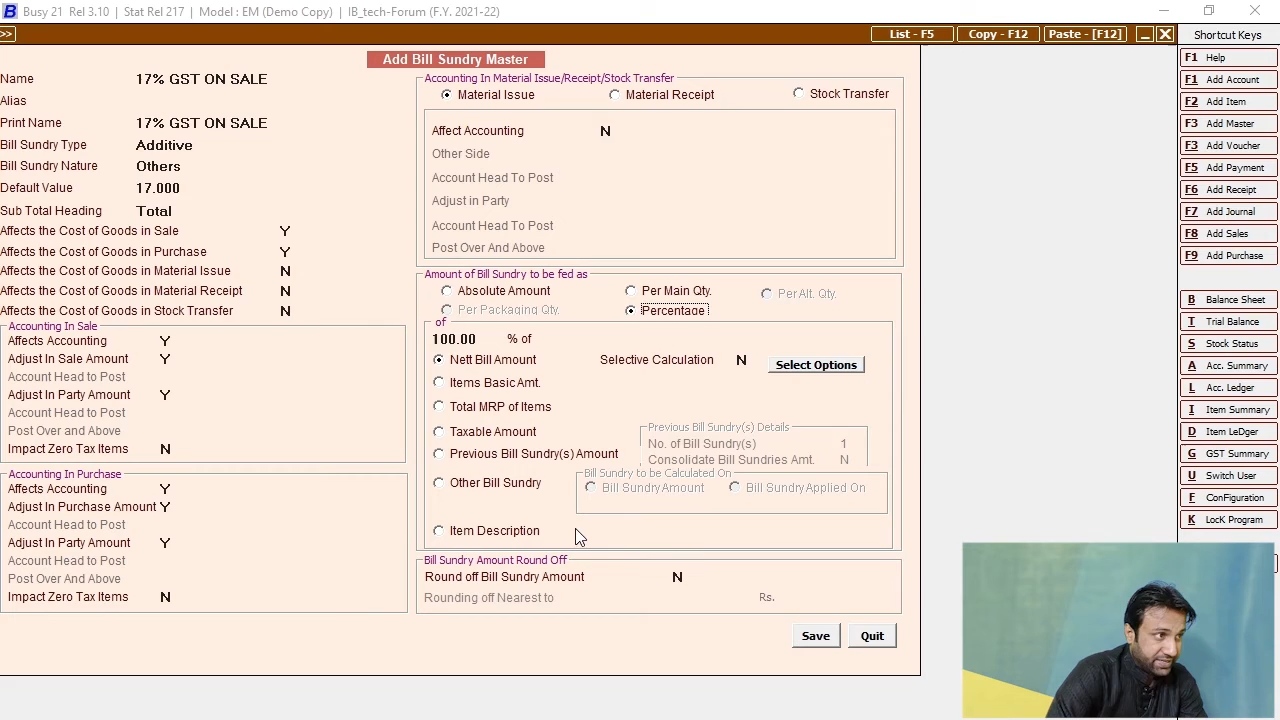 Busy 21 Rel 3.10 | Stat Rel 217 | Model : EM (Demo Copy) | IB_tech-Forum (F.Y. 2021-22)
>> List - F5 Copy - F12 Paste - [F12] Shortcut Keys
Add Bill Sundry Master
Name 17% GST ON SALE
Alias
Print Name 17% GST ON SALE
Bill Sundry Type Additive
Bill Sundry Nature Others
Default Value 17.000
Sub Total Heading Total
Affects the Cost of Goods in Sale Y
Affects the Cost of Goods in Purchase Y
Affects the Cost of Goods in Material Issue N
Affects the Cost of Goods in Material Receipt N
Affects the Cost of Goods in Stock Transfer N
Accounting In Sale
Affects Accounting Y
Adjust In Sale Amount Y
Account Head to Post
Adjust In Party Amount Y
Account Head to Post
Post Over and Above
Impact Zero Tax Items N
Accounting In Purchase
Affects Accounting Y
Adjust In Purchase Amount Y
Account Head to Post
Adjust In Party Amount Y
Account Head to Post
Post Over And Above
Impact Zero Tax Items N
Accounting In Material Issue/Receipt/Stock Transfer
Material Issue Material Receipt Stock Transfer
Affect Accounting N
Other Side
Account Head To Post
Adjust in Party
Account Head To Post
Post Over And Above
Amount of Bill Sundry to be fed as
Absolute Amount Per Main Qty. Per Alt. Qty.
Per Packaging Qty. Percentage
of
100.00 % of
Nett Bill Amount Selective Calculation N Select Options
Items Basic Amt.
Total MRP of Items
Taxable Amount
Previous Bill Sundry(s) Amount
Previous Bill Sundry(s) Details
No. of Bill Sundry(s) 1
Consolidate Bill Sundries Amt. N
Other Bill Sundry
Bill Sundry to be Calculated On
Bill Sundry Amount Bill Sundry Applied On
Item Description
Bill Sundry Amount Round Off
Round off Bill Sundry Amount N
Rounding off Nearest to Rs.
Save Quit
F1 Help
F1 Add Account
F2 Add Item
F3 Add Master
F3 Add Voucher
F5 Add Payment
F6 Add Receipt
F7 Add Journal
F8 Add Sales
F9 Add Purchase
B Balance Sheet
T Trial Balance
S Stock Status
A Acc. Summary
L Acc. Ledger
I Item Summary
D Item LeDger
G GST Summary
U Switch User
F ConFiguration
K LocK Program